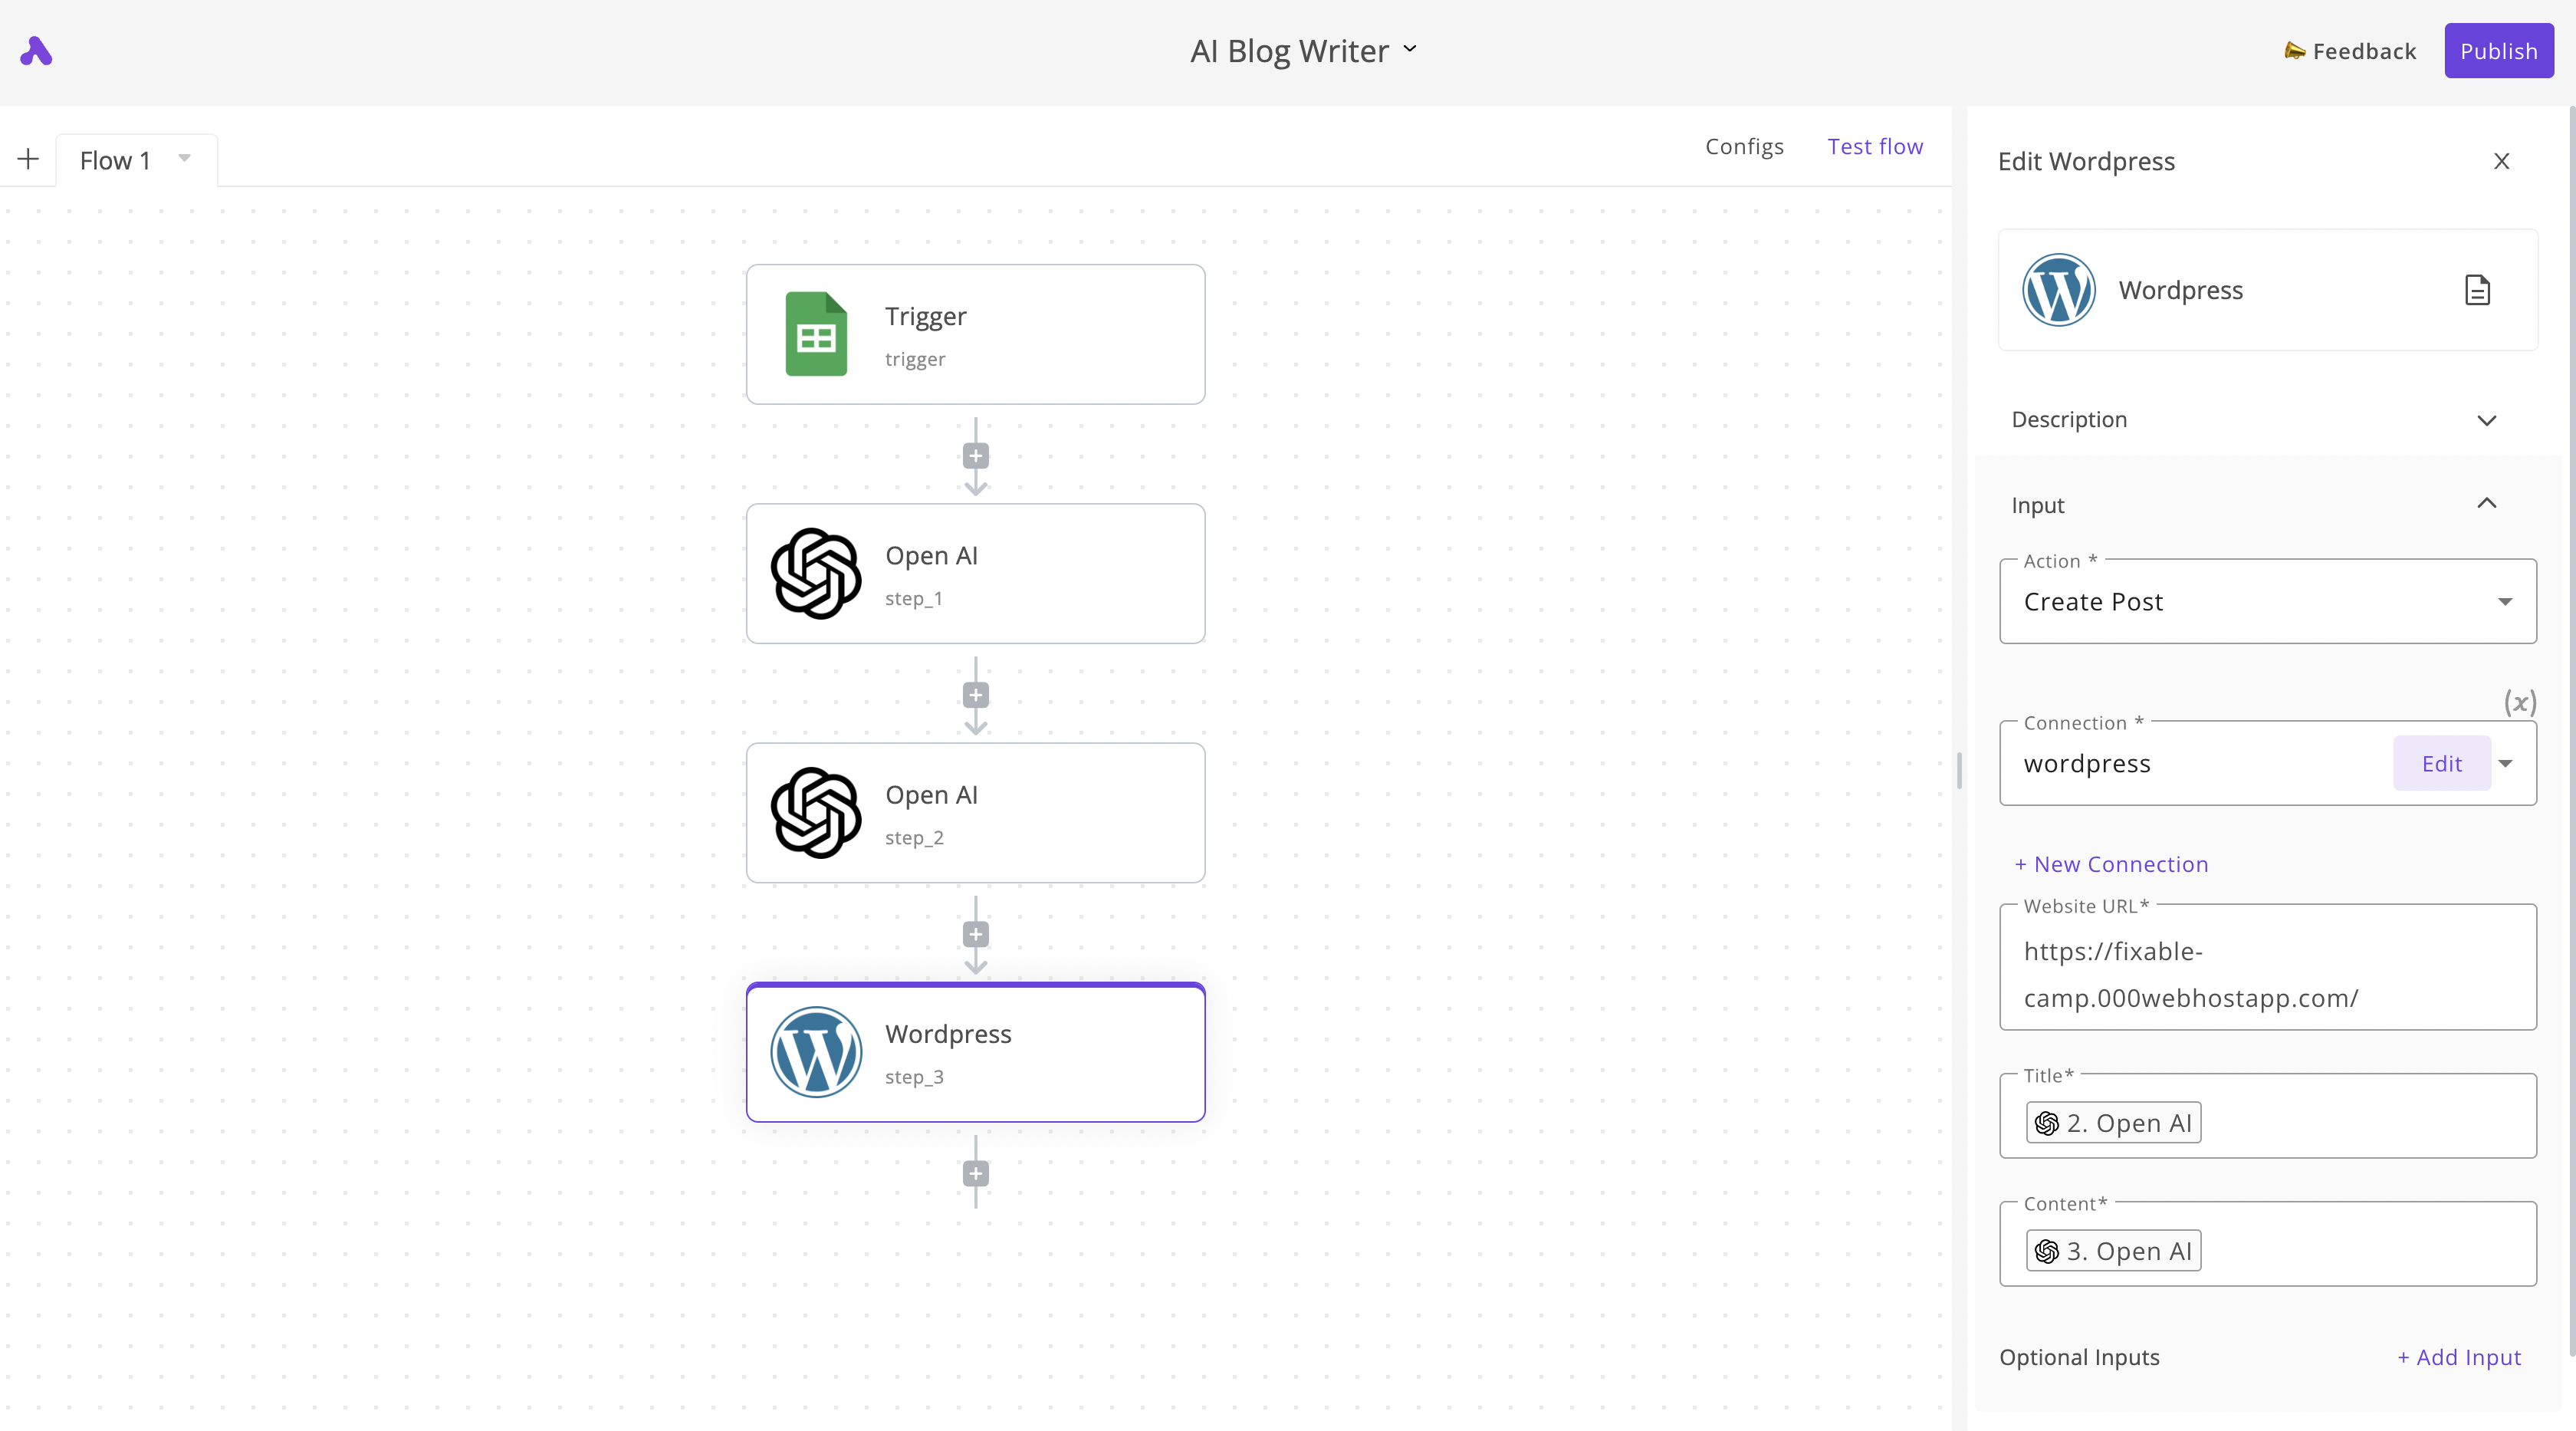 AI Blog Writer
Feedback
Publish
Flow 1
Configs
Test flow
Trigger
trigger
Open AI
step_1
Open AI
step_2
Wordpress
step_3
Edit Wordpress
Wordpress
Description
Input
Action *
Create Post
(x)
Connection *
wordpress
Edit
+ New Connection
Website URL*
https://fixable-
camp.000webhostapp.com/
Title*
2. Open AI
Content*
3. Open AI
Optional Inputs
+ Add Input